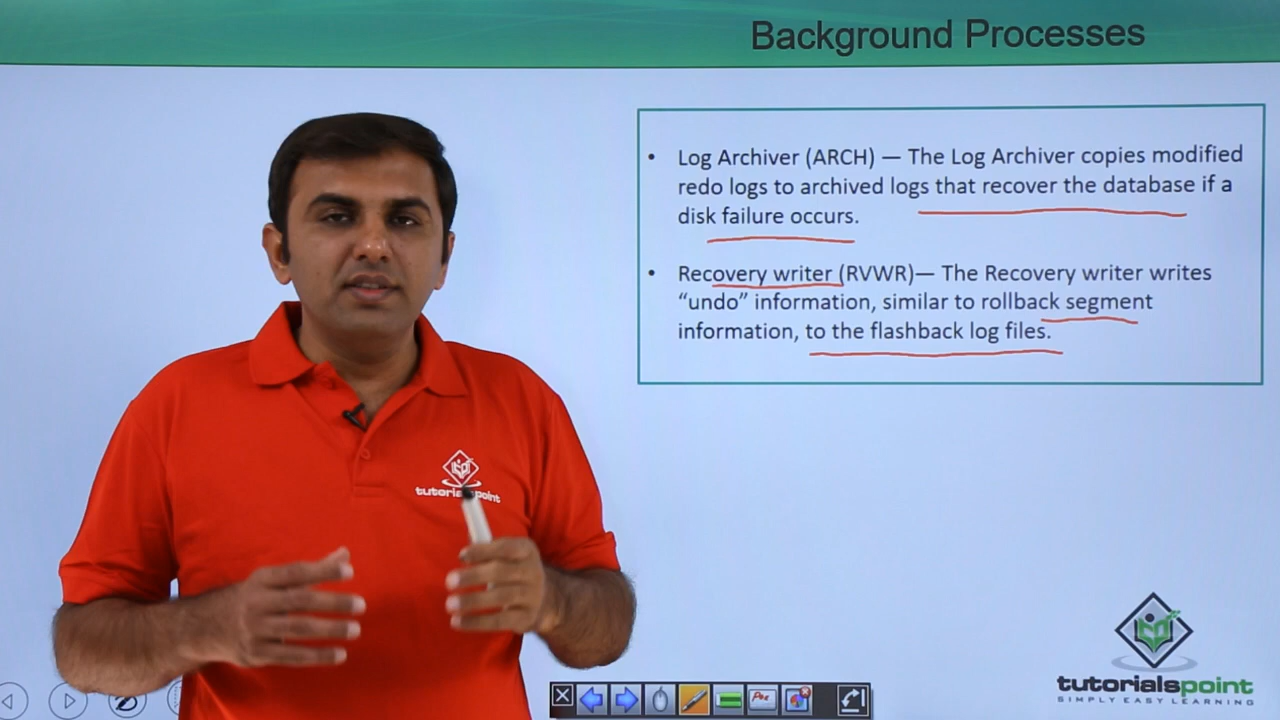 Background Processes
• Log Archiver (ARCH) — The Log Archiver copies modified
redo logs to archived logs that recover the database if a
disk failure occurs.
• Recovery writer (RVWR)— The Recovery writer writes
“undo” information, similar to rollback segment
information, to the flashback log files.
tutorialspoint
tutorialspoint
SIMPLY EASY LEARNING